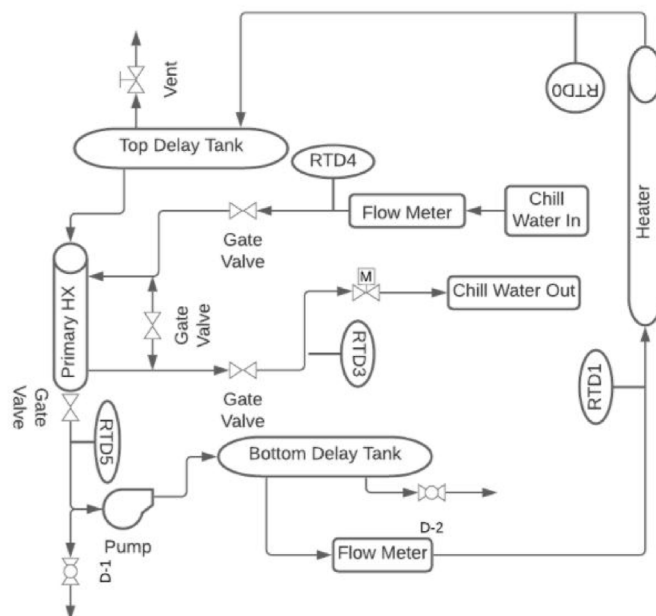 RTD0
Vent
Top Delay Tank
RTD4
Flow Meter
Chill
Water In
Heater
Gate
Valve
M
Chill Water Out
Primary HX
Gate
Valve
RTD3
Gate
Valve
RTD1
Gate
Valve
RTD5
Bottom Delay Tank
D-2
Pump
Flow Meter
D-1